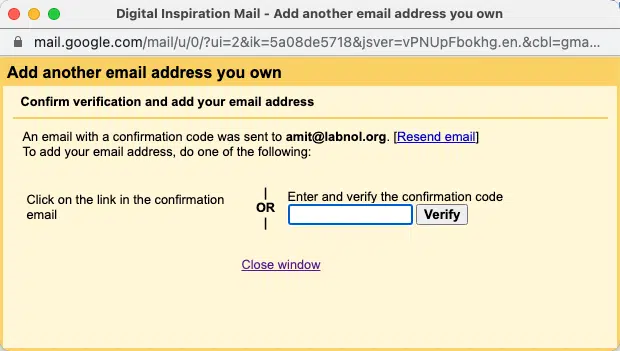 Digital Inspiration Mail - Add another email address you own
mail.google.com/mail/u/0/?ui=2&ik=5a08de5718&jsver=vPNUpFbokhg.en.&cbl=gma...
Add another email address you own
Confirm verification and add your email address
An email with a confirmation code was sent to amit@labnol.org. [Resend email]
To add your email address, do one of the following:
Click on the link in the confirmation
email
|
OR
|
Enter and verify the confirmation code
Verify
Close window